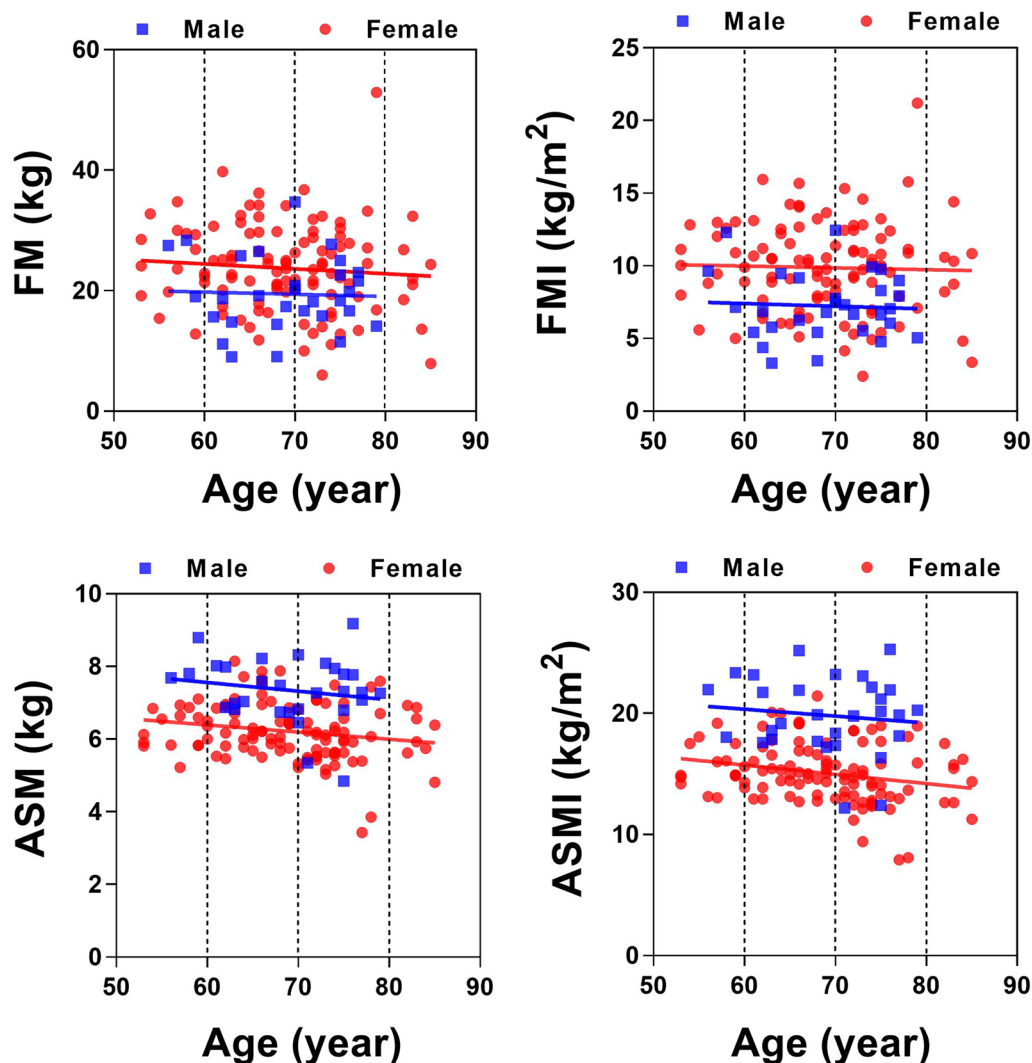 Male Female
60
40
20
0
FM (kg)
50 60 70 80 90
Age (year)
Male Female
25
20
15
10
5
0
FMI (kg/m²)
50 60 70 80 90
Age (year)
Male Female
10
8
6
4
2
0
ASM (kg)
50 60 70 80 90
Age (year)
Male Female
30
20
10
0
ASMI (kg/m²)
50 60 70 80 90
Age (year)